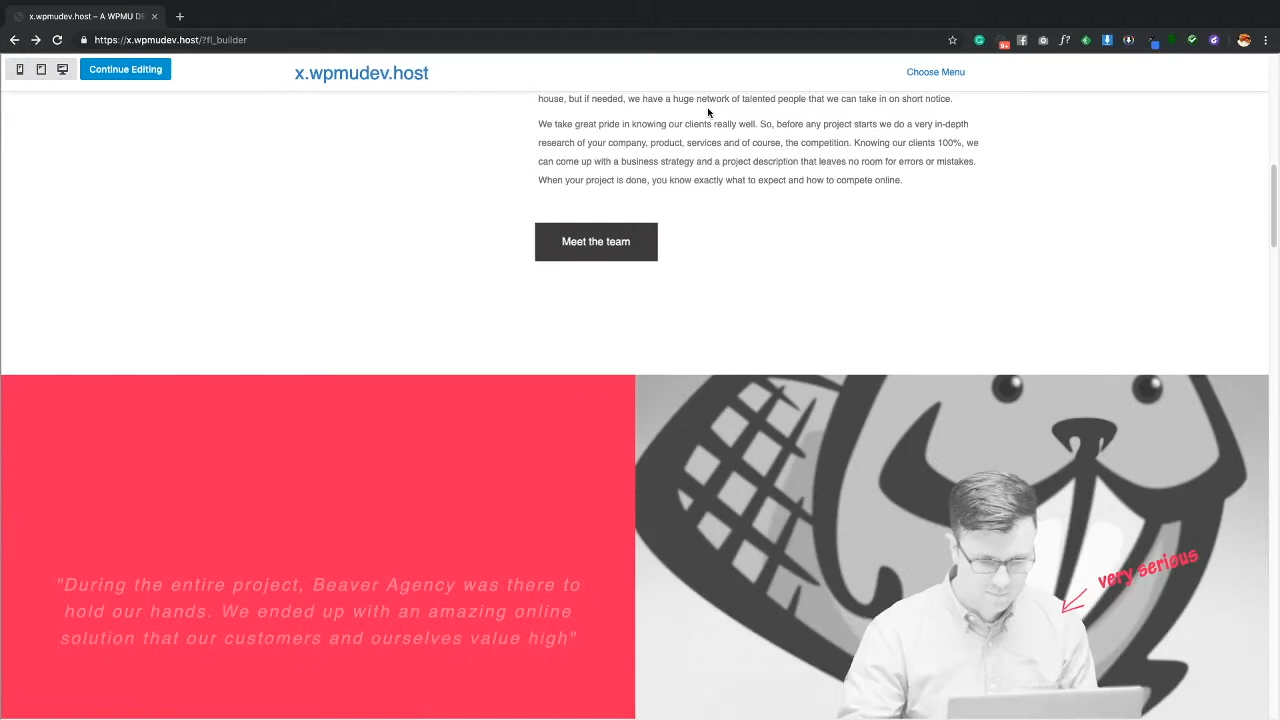 x.wpmudev.host – A WPMU DE
https://x.wpmudev.host/?fl_builder
Continue Editing
x.wpmudev.host
Choose Menu
house, but if needed, we have a huge network of talented people that we can take in on short notice.
We take great pride in knowing our clients really well. So, before any project starts we do a very in-depth
research of your company, product, services and of course, the competition. Knowing our clients 100%, we
can come up with a business strategy and a project description that leaves no room for errors or mistakes.
When your project is done, you know exactly what to expect and how to compete online.
Meet the team
"During the entire project, Beaver Agency was there to
hold our hands. We ended up with an amazing online
solution that our customers and ourselves value high"
very serious